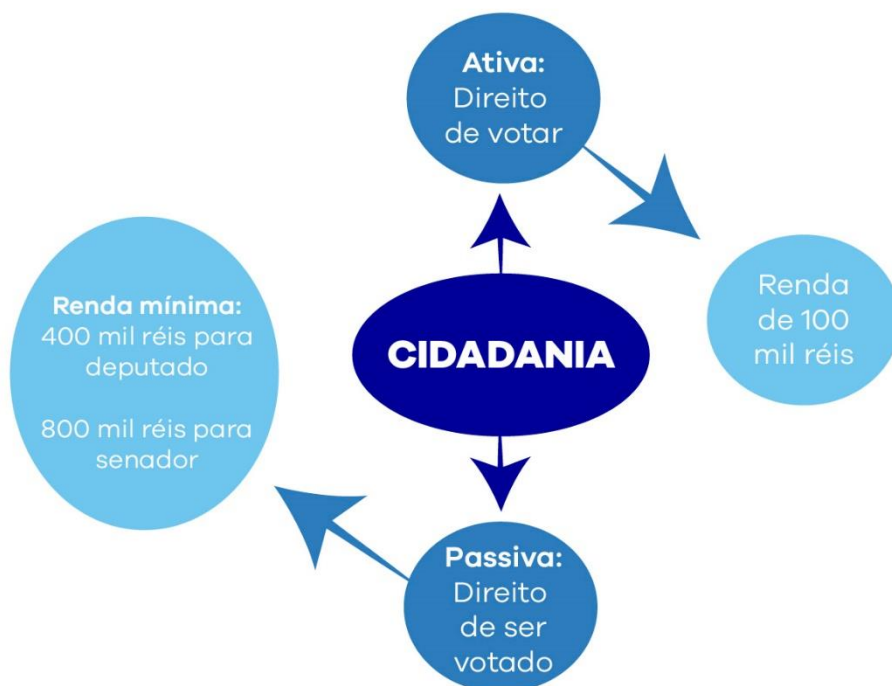 Ativa:
Direito
de votar
Renda
de 100
mil réis
CIDADANIA
Renda mínima:
400 mil réis para
deputado
800 mil réis para
senador
Passiva:
Direito
de ser
votado